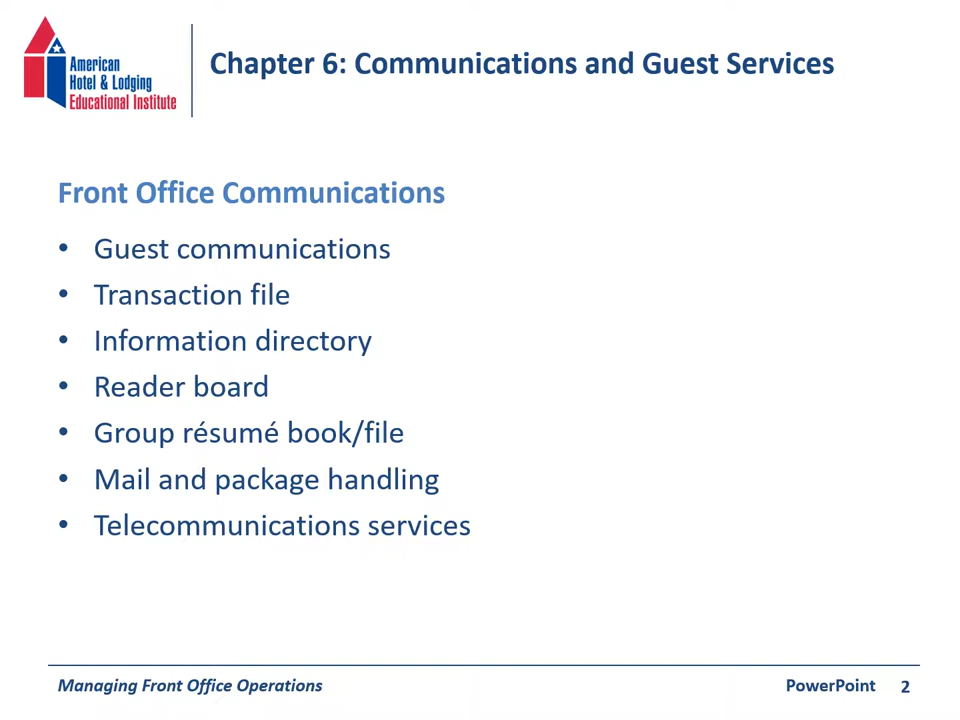 American
Hotel & Lodging
Educational Institute
Chapter 6: Communications and Guest Services
Front Office Communications
• Guest communications
• Transaction file
• Information directory
• Reader board
• Group résumé book/file
• Mail and package handling
• Telecommunications services
Managing Front Office Operations
PowerPoint 2